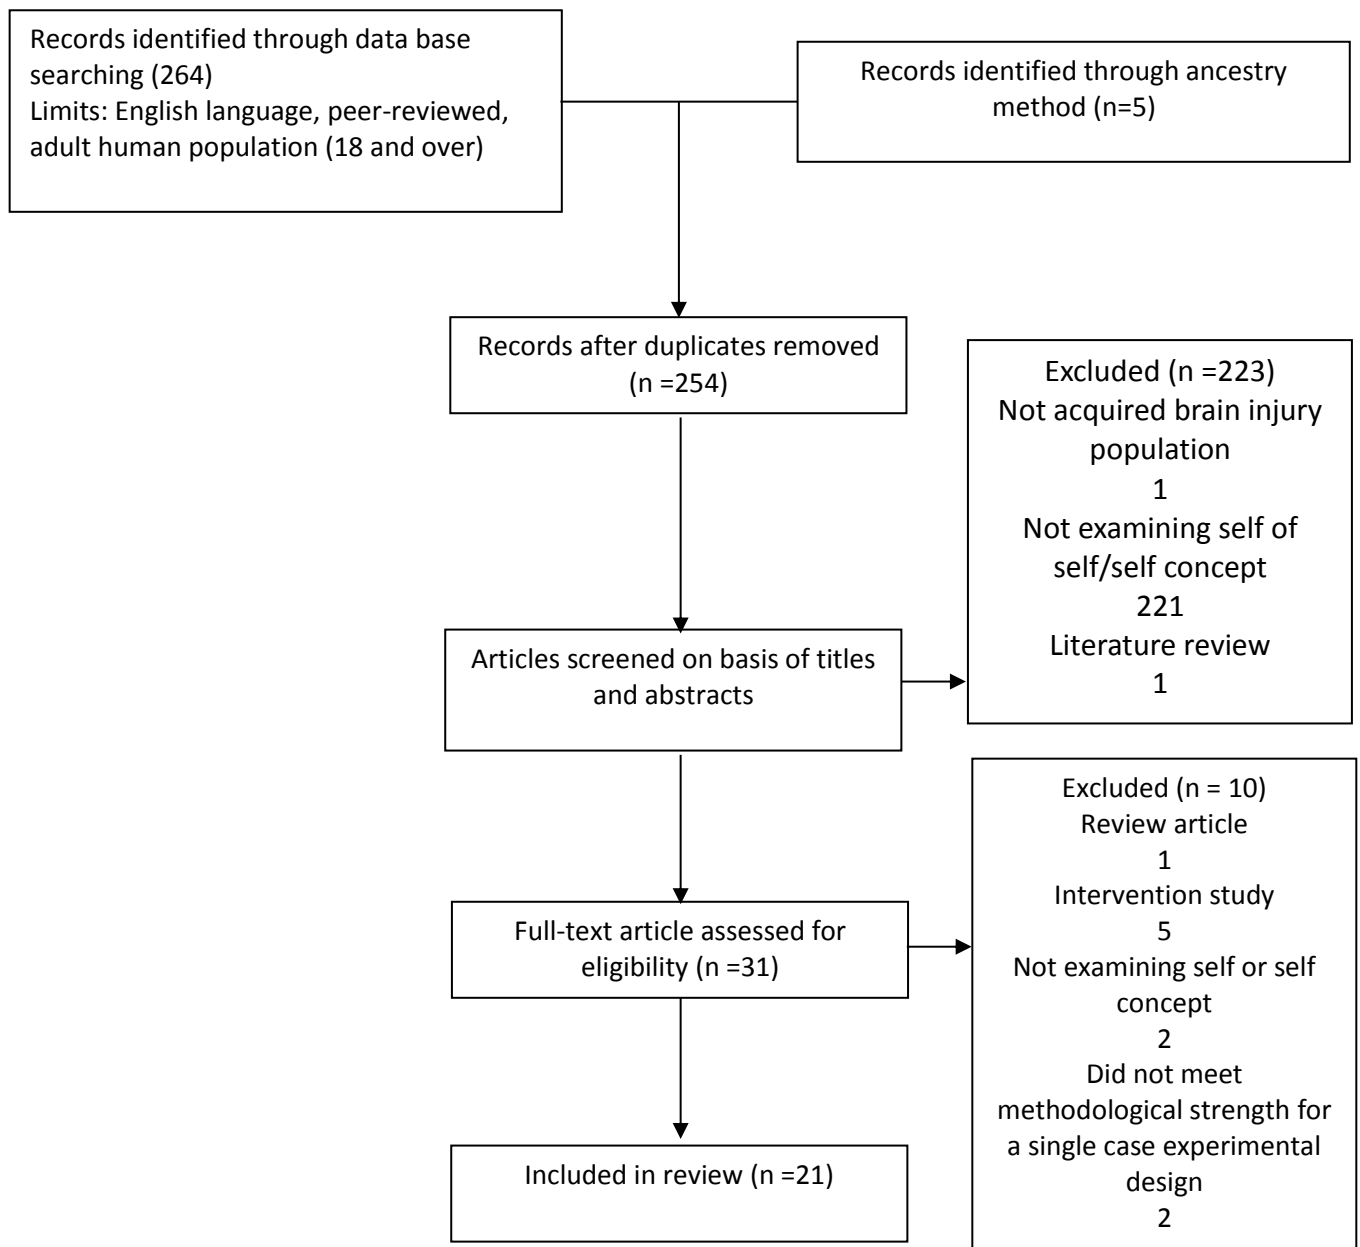 Records identified through data base
searching (264)
Limits: English language, peer-reviewed,
adult human population (18 and over)
Records identified through ancestry
method (n=5)
Records after duplicates removed
(n =254)
Excluded (n =223)
Not acquired brain injury
population
1
Not examining self of
self/self concept
221
Literature review
1
Articles screened on basis of titles
and abstracts
Excluded (n = 10)
Review article
1
Intervention study
5
Not examining self or self
concept
2
Did not meet
methodological strength for
a single case experimental
design
2
Full-text article assessed for
eligibility (n =31)
Included in review (n =21)